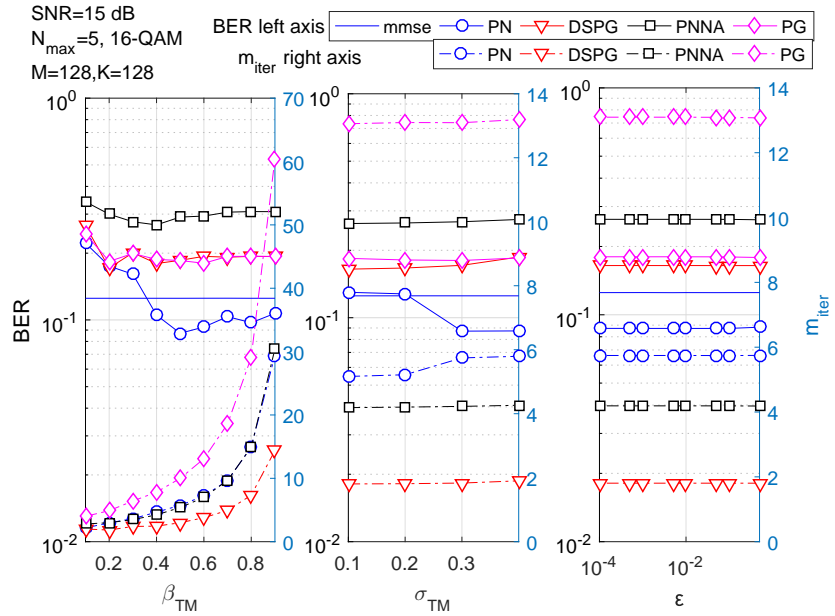 SNR=15 dB
N_max=5, 16-QAM
M=128,K=128
BER left axis
mmse PN DSPG PNNA PG
m_iter right axis
PN DSPG PNNA PG
10^0
10^-1
10^-2
BER
70
60
50
40
30
20
10
0
0.2 0.4 0.6 0.8
β_TM
10^0
10^-1
10^-2
14
12
10
8
6
4
2
0
0.1 0.2 0.3
σ_TM
10^0
10^-1
10^-2
14
12
10
8
6
4
2
0
m_iter
10^-4 10^-2
ε